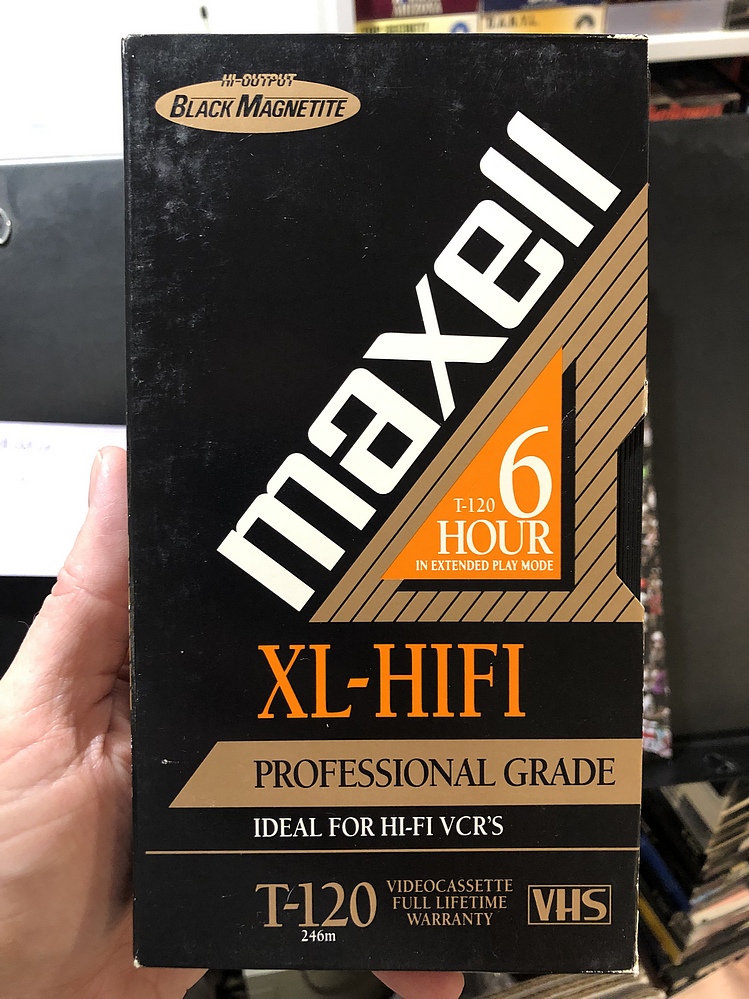 HI-OUTPUT
BLACK MAGNETITE
maxell
T-120 6
HOUR
IN EXTENDED PLAY MODE
XL-HIFI
PROFESSIONAL GRADE
IDEAL FOR HI-FI VCR'S
T-120
246m
VIDEOCASSETTE
FULL LIFETIME
WARRANTY
VHS